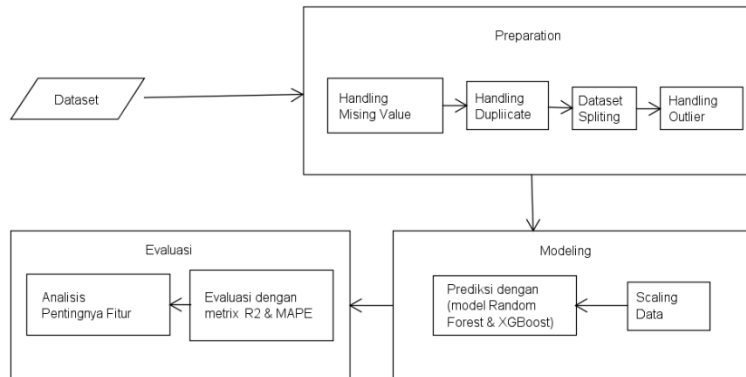 Preparation
Dataset
Handling
Mising Value
Handling
Dupliicate
Dataset
Spliting
Handling
Outlier
Evaluasi
Analisis
Pentingnya Fitur
Evaluasi dengan
metrix R2 & MAPE
Modeling
Prediksi dengan
(model Random
Forest & XGBoost)
Scaling
Data